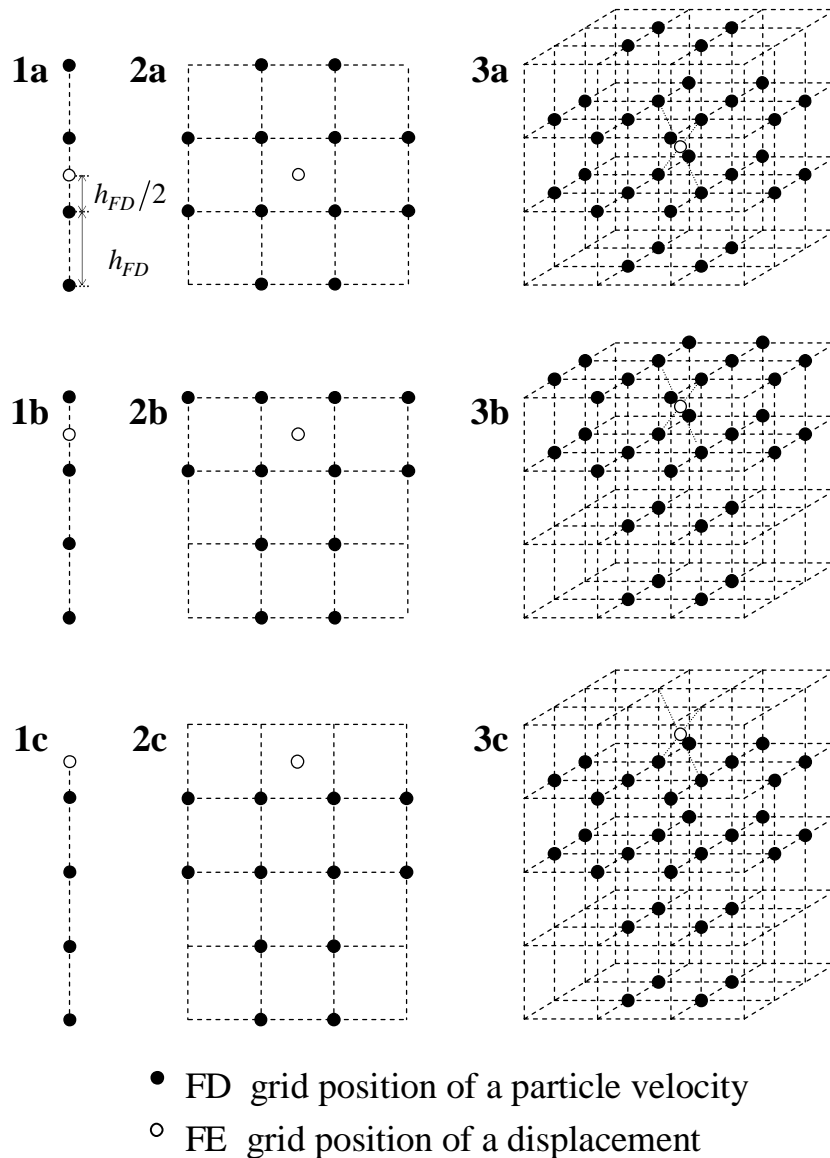 1a 2a 3a
h_FD/2
h_FD
1b 2b 3b
1c 2c 3c
FD grid position of a particle velocity
FE grid position of a displacement